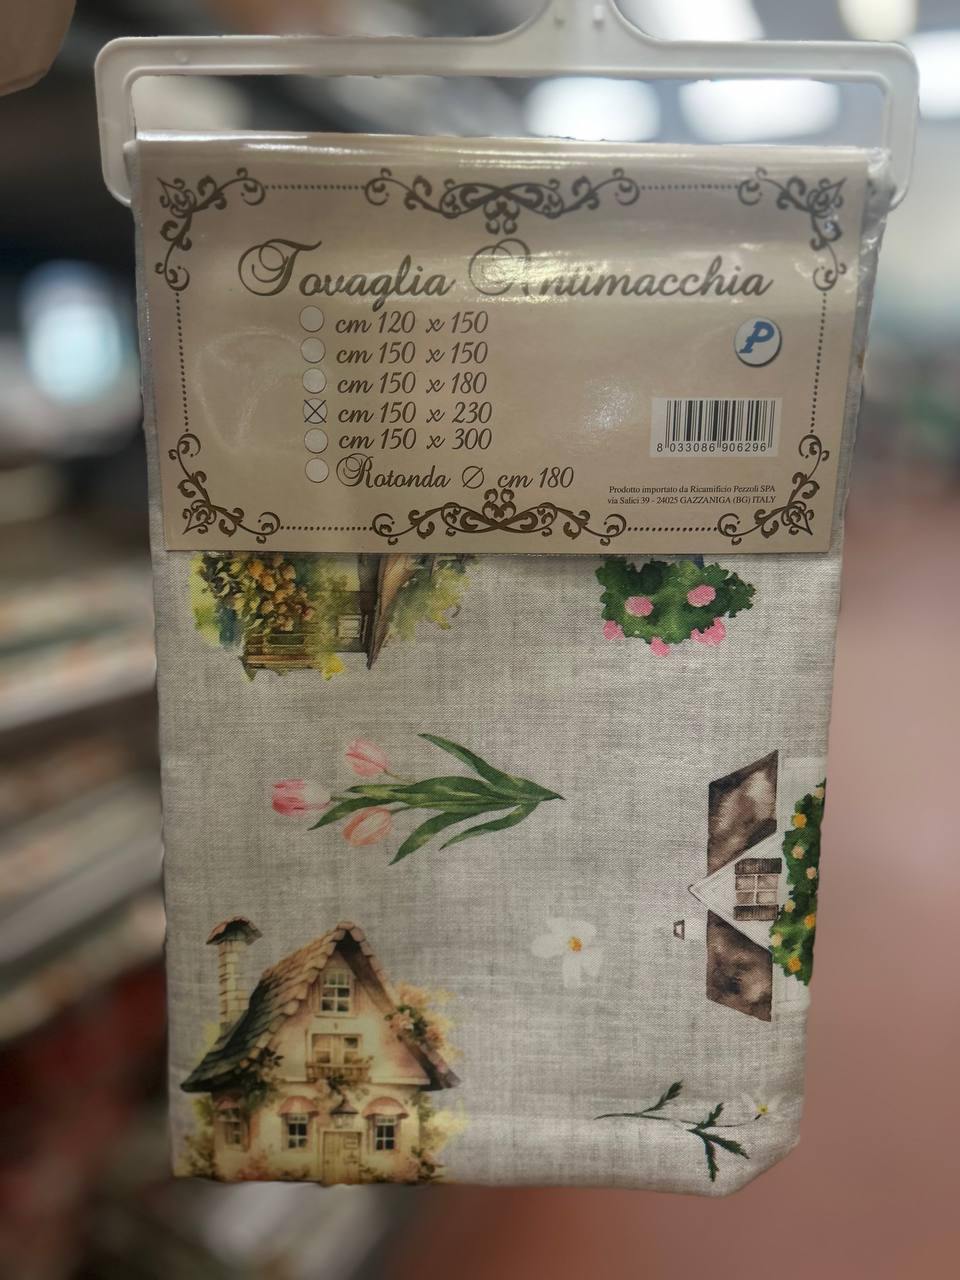 Tovaglia Antimacchia
cm 120 x 150
cm 150 x 150
cm 150 x 180
cm 150 x 230
cm 150 x 300
Rotonda Ø cm 180
P
8 033086 906296
Prodotto importato da Ricamificio Pezzoli SPA
via Salici 39 - 24025 GAZZANIGA (BG) ITALY